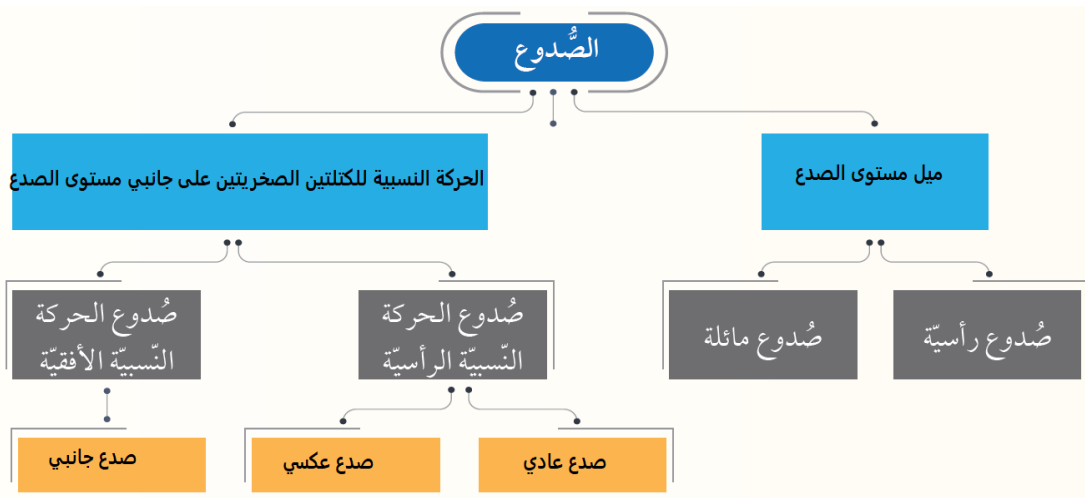 الصُّدوع
ميل مستوى الصدع
الحركة النسبية للكتلتين الصخريتين على جانبي مستوى الصدع
صُدوع رأسيّة
صُدوع مائلة
صُدوع الحركة
النّسبيّة الرأسيّة
صُدوع الحركة
النّسبيّة الأفقيّة
صدع عادي
صدع عكسي
صدع جانبي